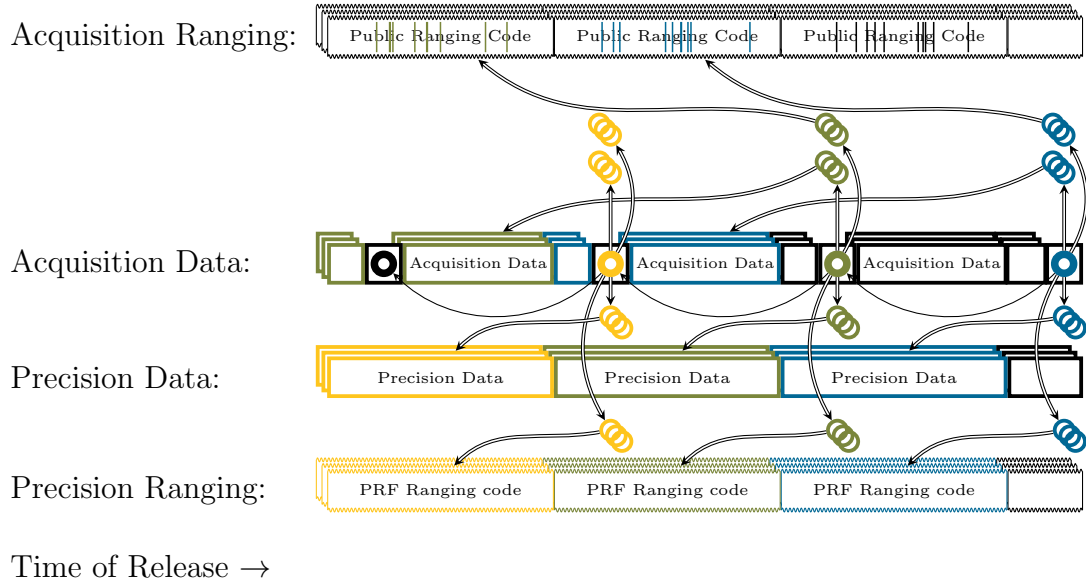 Acquisition Ranging:
Public Ranging Code
Public Ranging Code
Public Ranging Code
Acquisition Data:
Acquisition Data
Acquisition Data
Acquisition Data
Precision Data:
Precision Data
Precision Data
Precision Data
Precision Ranging:
PRF Ranging code
PRF Ranging code
PRF Ranging code
Time of Release →